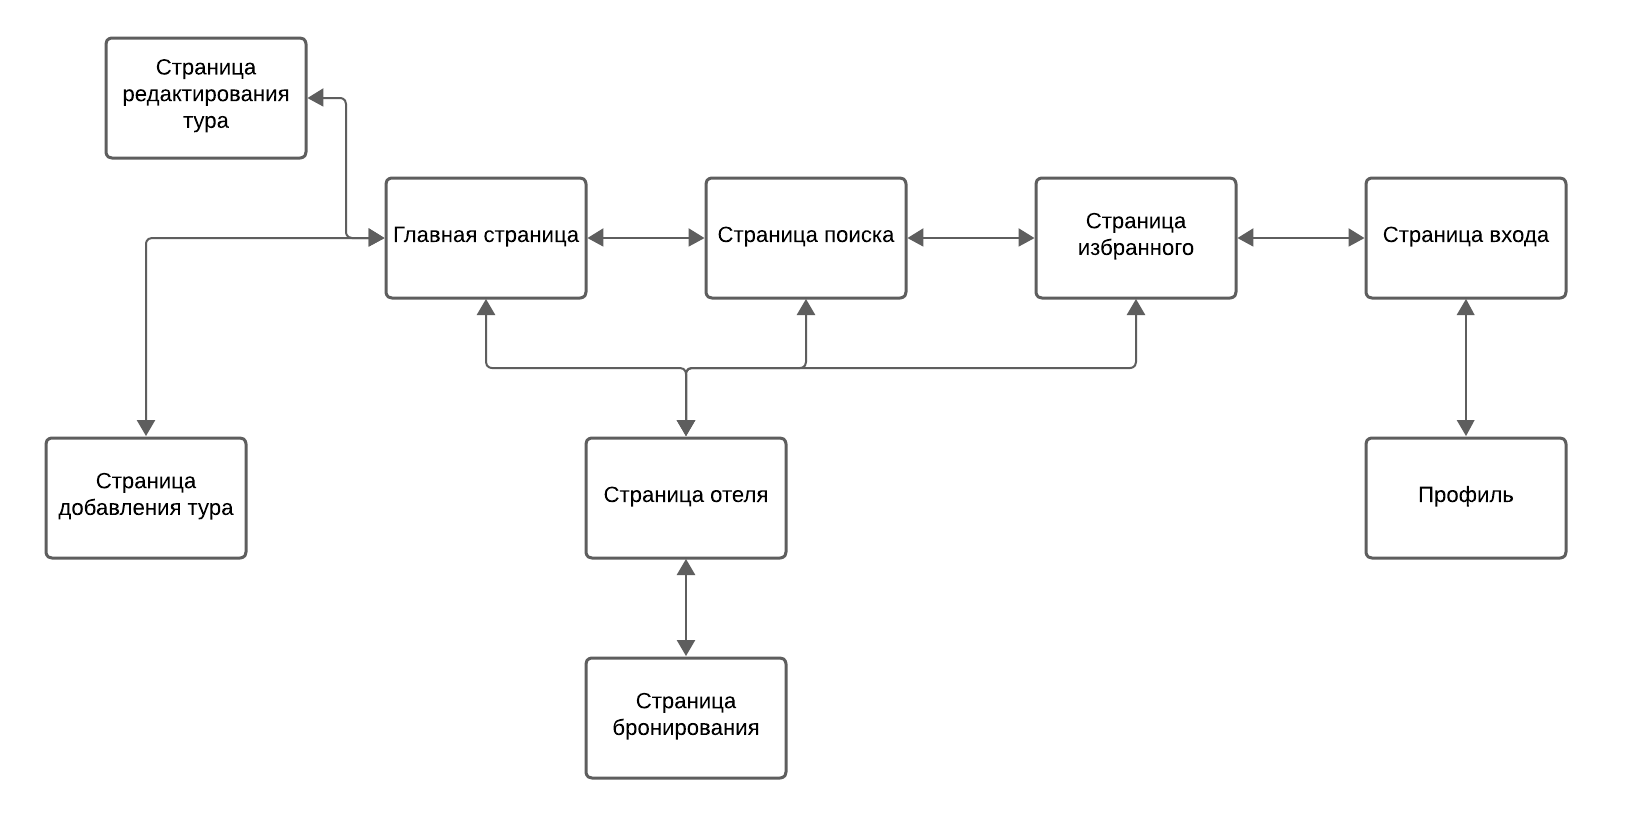 Страница
редактирования
тура
Главная страница
Страница поиска
Страница
избранного
Страница входа
Страница
добавления тура
Страница отеля
Профиль
Страница
бронирования